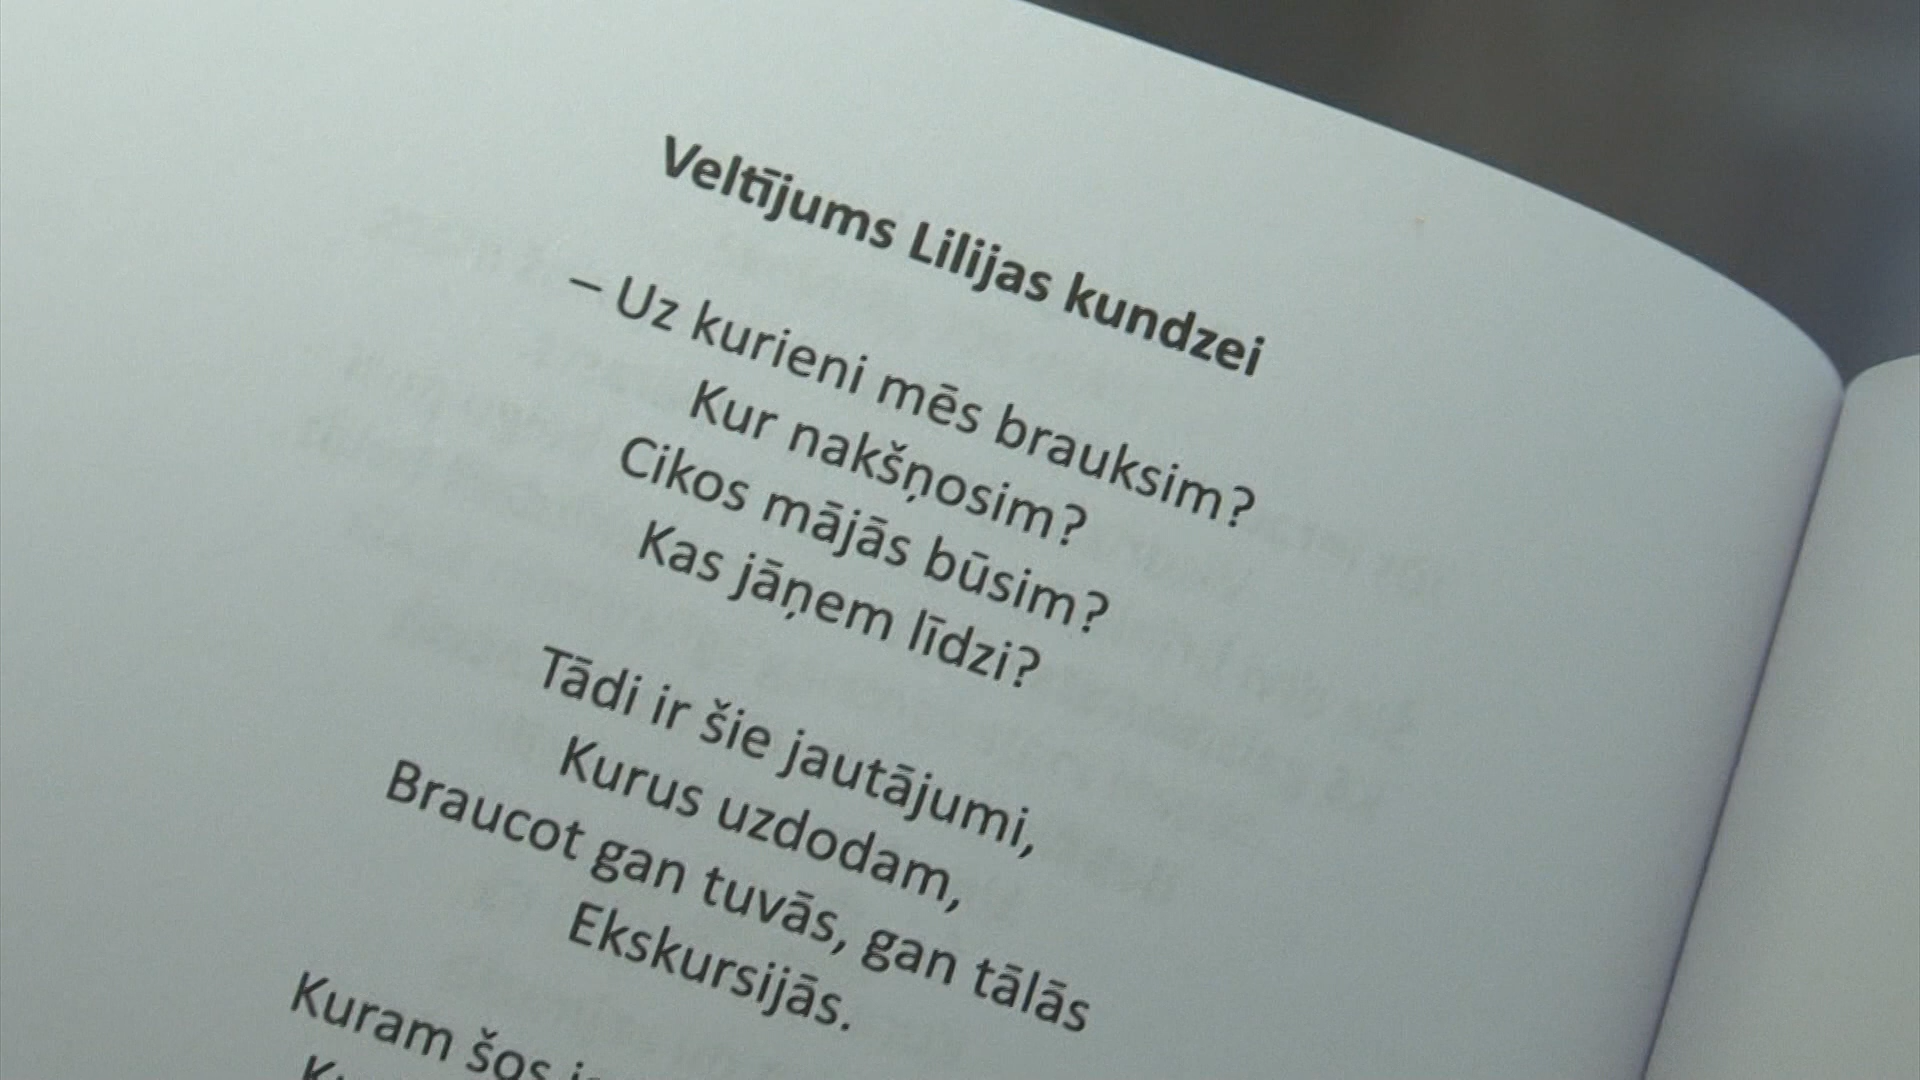 Veltījums Lilijas kundzei
– Uz kurieni mēs brauksim?
Kur nakšņosim?
Cikos mājās būsim?
Kas jāņem līdzi?
Tādi ir šie jautājumi,
Kurus uzdodam,
Braucot gan tuvās, gan tālās
Ekskursijās.
Kuram šos